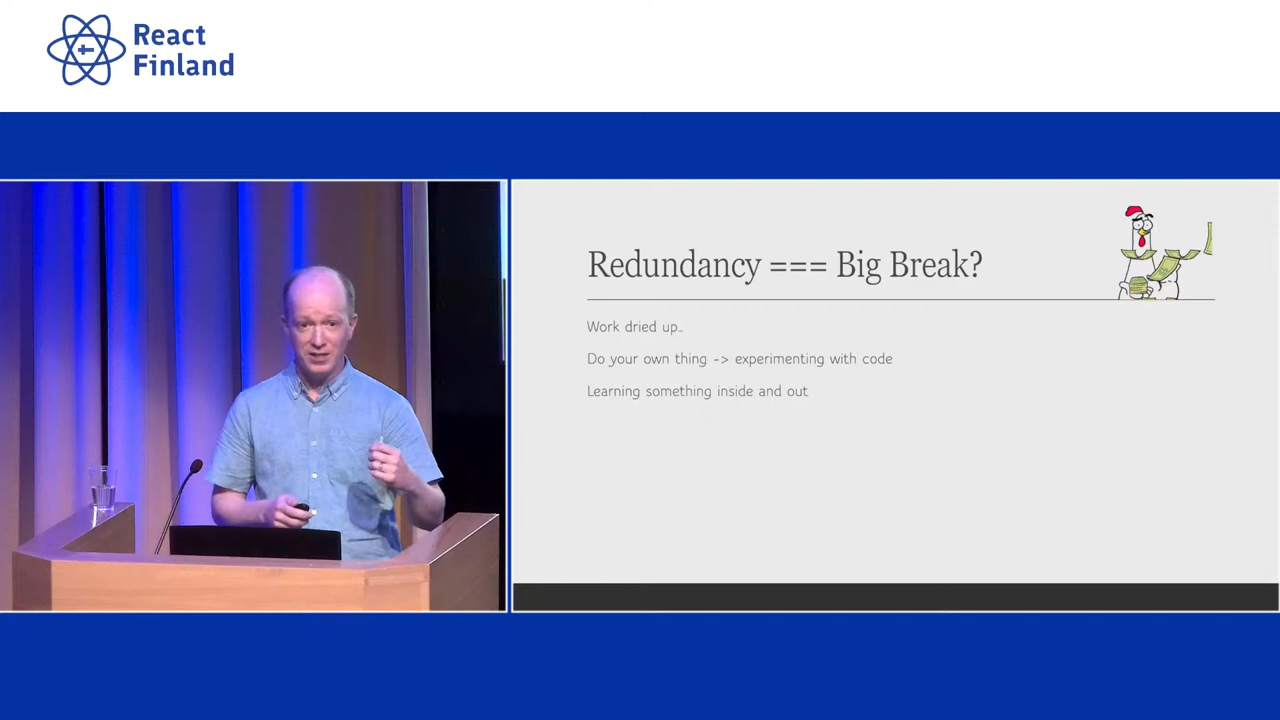 React
Finland
Redundancy === Big Break?
Work dried up..
Do your own thing -> experimenting with code
Learning something inside and out